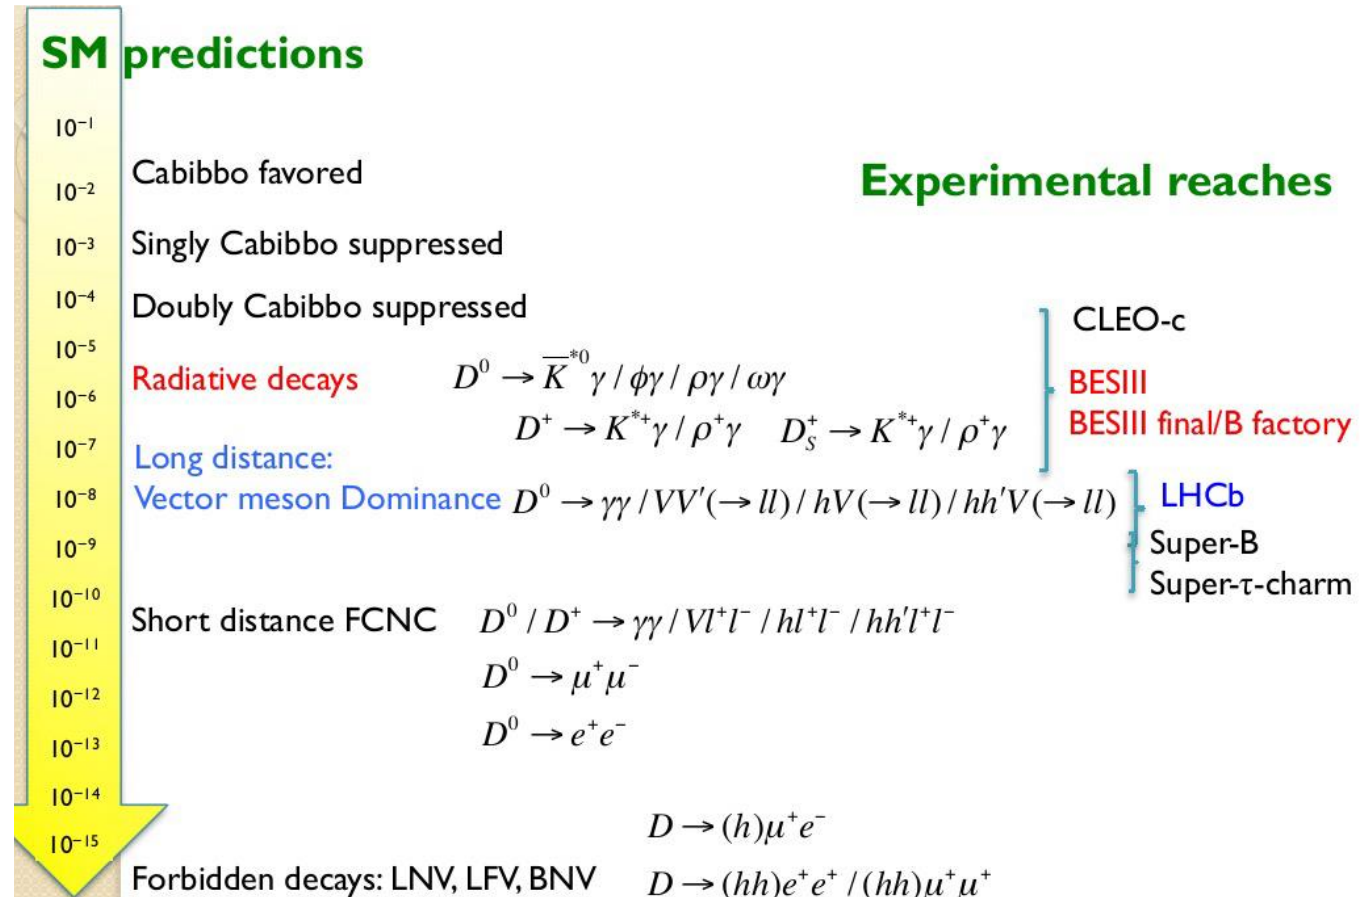 SM predictions
10⁻¹
Cabibbo favored
10⁻²
Experimental reaches
10⁻³
Singly Cabibbo suppressed
10⁻⁴
Doubly Cabibbo suppressed
CLEO-c
10⁻⁵
Radiative decays D⁰ → K̅*⁰γ / ϕγ / ργ / ωγ
BESIII
10⁻⁶
D⁺ → K*⁺γ / ρ⁺γ D_S⁺ → K*⁺γ / ρ⁺γ
BESIII final/B factory
10⁻⁷
Long distance:
10⁻⁸
Vector meson Dominance D⁰ → γγ / VV′(→ ll) / hV(→ ll) / hh′V(→ ll)
LHCb
10⁻⁹
Super-B
Super-τ-charm
10⁻¹⁰
Short distance FCNC D⁰ / D⁺ → γγ / Vl⁺l⁻ / hl⁺l⁻ / hh′l⁺l⁻
10⁻¹¹
D⁰ → μ⁺μ⁻
10⁻¹²
D⁰ → e⁺e⁻
10⁻¹³
10⁻¹⁴
D → (h)μ⁺e⁻
10⁻¹⁵
Forbidden decays: LNV, LFV, BNV D → (hh)e⁺e⁺ / (hh)μ⁺μ⁺